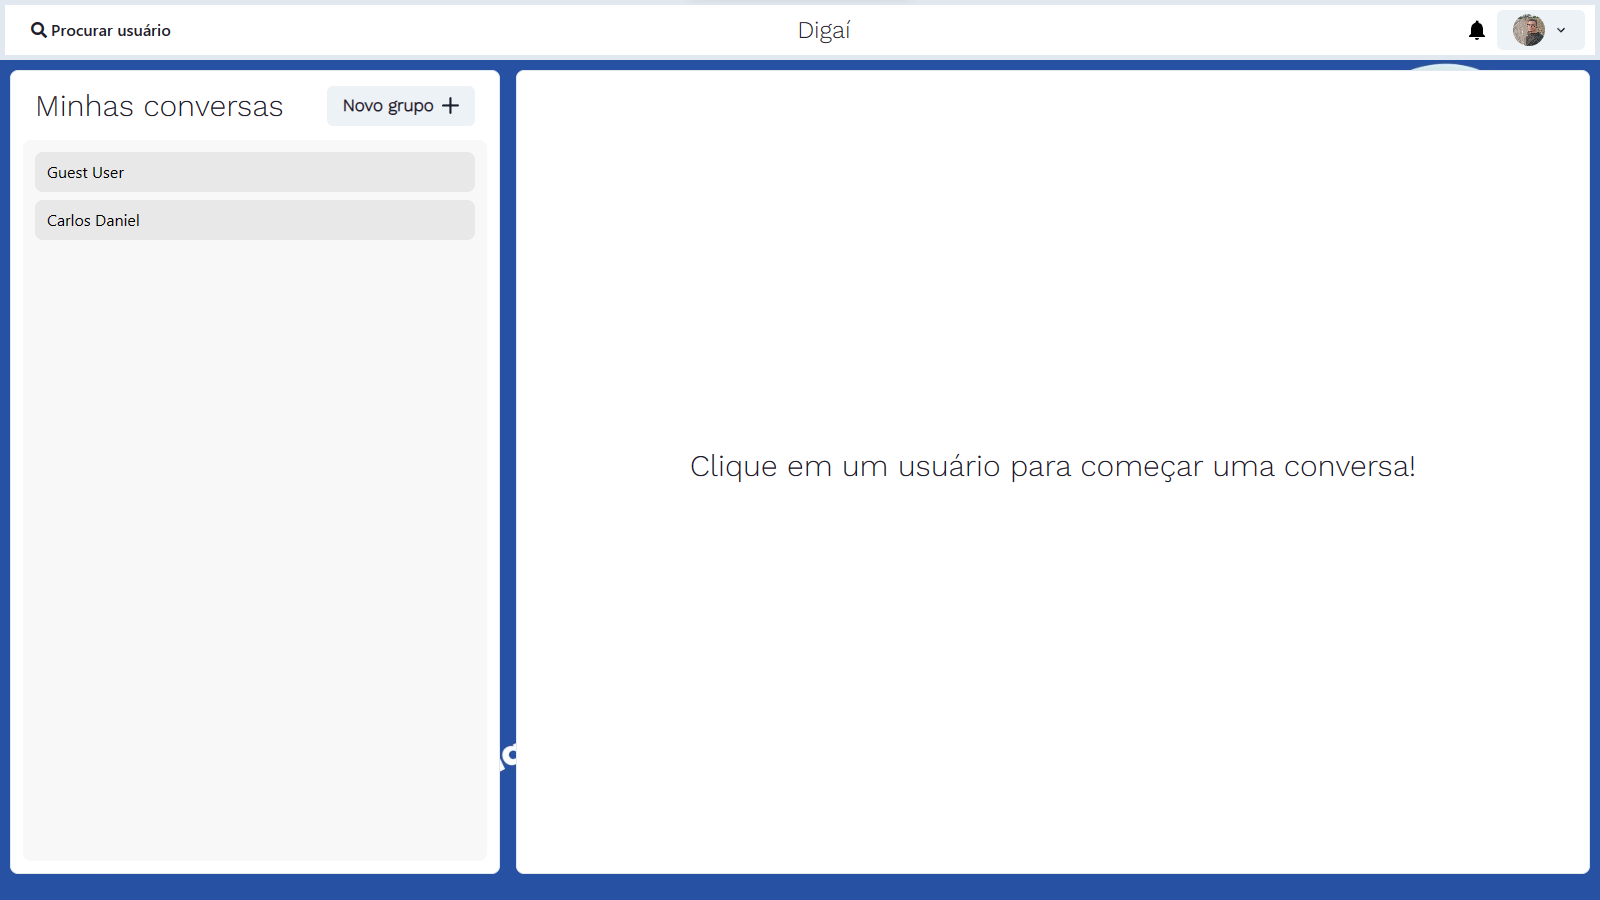 Procurar usuário
Digaí
Minhas conversas
Novo grupo
Guest User
Carlos Daniel
Clique em um usuário para começar uma conversa!